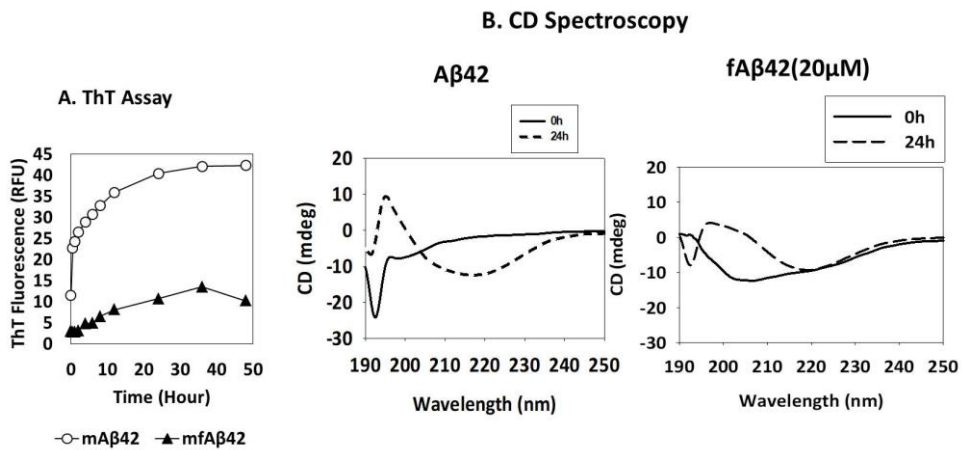 B. CD Spectroscopy
Aβ42
fAβ42(20µM)
A. ThT Assay
0h
24h
0h
24h
ThT Fluorescence (RFU)
45
40
35
30
25
20
15
10
5
0
0 10 20 30 40 50
Time (Hour)
mAβ42 mfAβ42
CD (mdeg)
20
10
0
-10
-20
-30
190 200 210 220 230 240 250
Wavelength (nm)
CD (mdeg)
20
10
0
-10
-20
-30
190 200 210 220 230 240 250
Wavelength (nm)